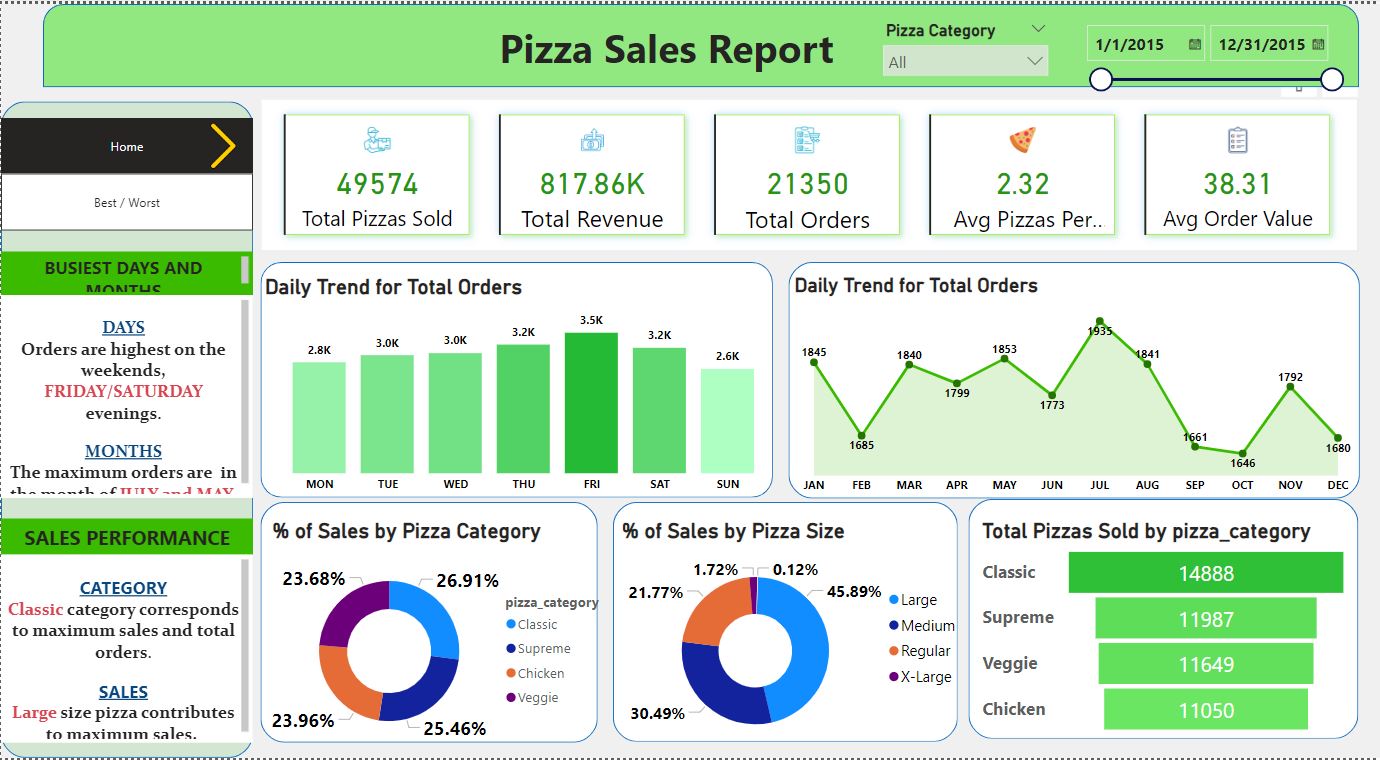 Pizza Sales Report
Pizza Category
All
1/1/2015
12/31/2015
Home
Best / Worst
49574
Total Pizzas Sold
817.86K
Total Revenue
21350
Total Orders
2.32
Avg Pizzas Per..
38.31
Avg Order Value
BUSIEST DAYS AND
MONTHS
DAYS
Orders are highest on the
weekends,
FRIDAY/SATURDAY
evenings.
MONTHS
The maximum orders are in
the month of JULY and MAY
Daily Trend for Total Orders
2.8K
3.0K
3.0K
3.2K
3.5K
3.2K
2.6K
MON
TUE
WED
THU
FRI
SAT
SUN
Daily Trend for Total Orders
1845
1685
1840
1799
1853
1773
1935
1841
1661
1646
1792
1680
JAN
FEB
MAR
APR
MAY
JUN
JUL
AUG
SEP
OCT
NOV
DEC
SALES PERFORMANCE
CATEGORY
Classic category corresponds
to maximum sales and total
orders.
SALES
Large size pizza contributes
to maximum sales.
% of Sales by Pizza Category
23.68%
26.91%
23.96%
25.46%
pizza_category
Classic
Supreme
Chicken
Veggie
% of Sales by Pizza Size
1.72%
0.12%
21.77%
45.89%
30.49%
Large
Medium
Regular
X-Large
Total Pizzas Sold by pizza_category
Classic
14888
Supreme
11987
Veggie
11649
Chicken
11050